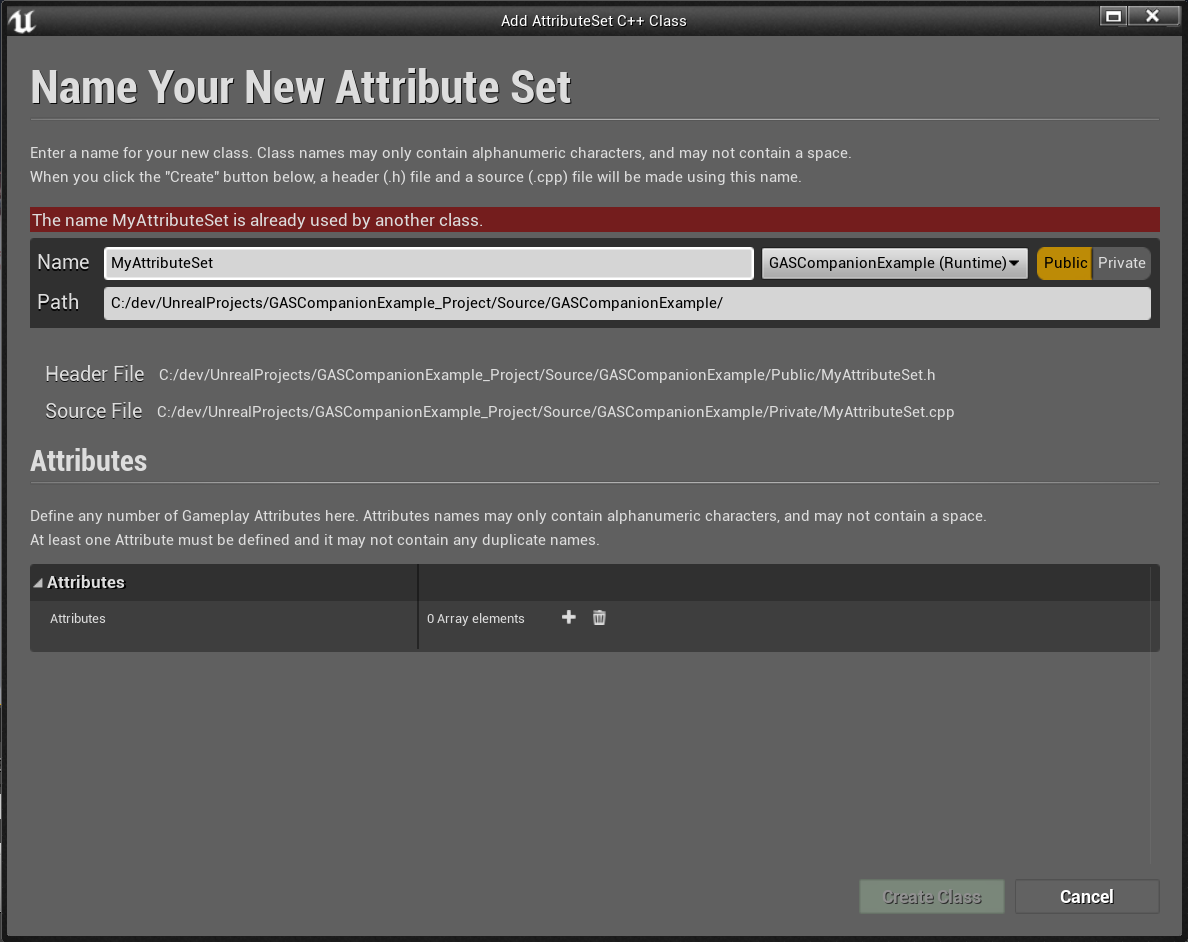 Add AttributeSet C++ Class
Name Your New Attribute Set
Enter a name for your new class. Class names may only contain alphanumeric characters, and may not contain a space.
When you click the "Create" button below, a header (.h) file and a source (.cpp) file will be made using this name.
The name MyAttributeSet is already used by another class.
Name MyAttributeSet GASCompanionExample (Runtime) Public Private
Path C:/dev/UnrealProjects/GASCompanionExample_Project/Source/GASCompanionExample/
Header File C:/dev/UnrealProjects/GASCompanionExample_Project/Source/GASCompanionExample/Public/MyAttributeSet.h
Source File C:/dev/UnrealProjects/GASCompanionExample_Project/Source/GASCompanionExample/Private/MyAttributeSet.cpp
Attributes
Define any number of Gameplay Attributes here. Attributes names may only contain alphanumeric characters, and may not contain a space.
At least one Attribute must be defined and it may not contain any duplicate names.
Attributes
Attributes 0 Array elements
Create Class Cancel